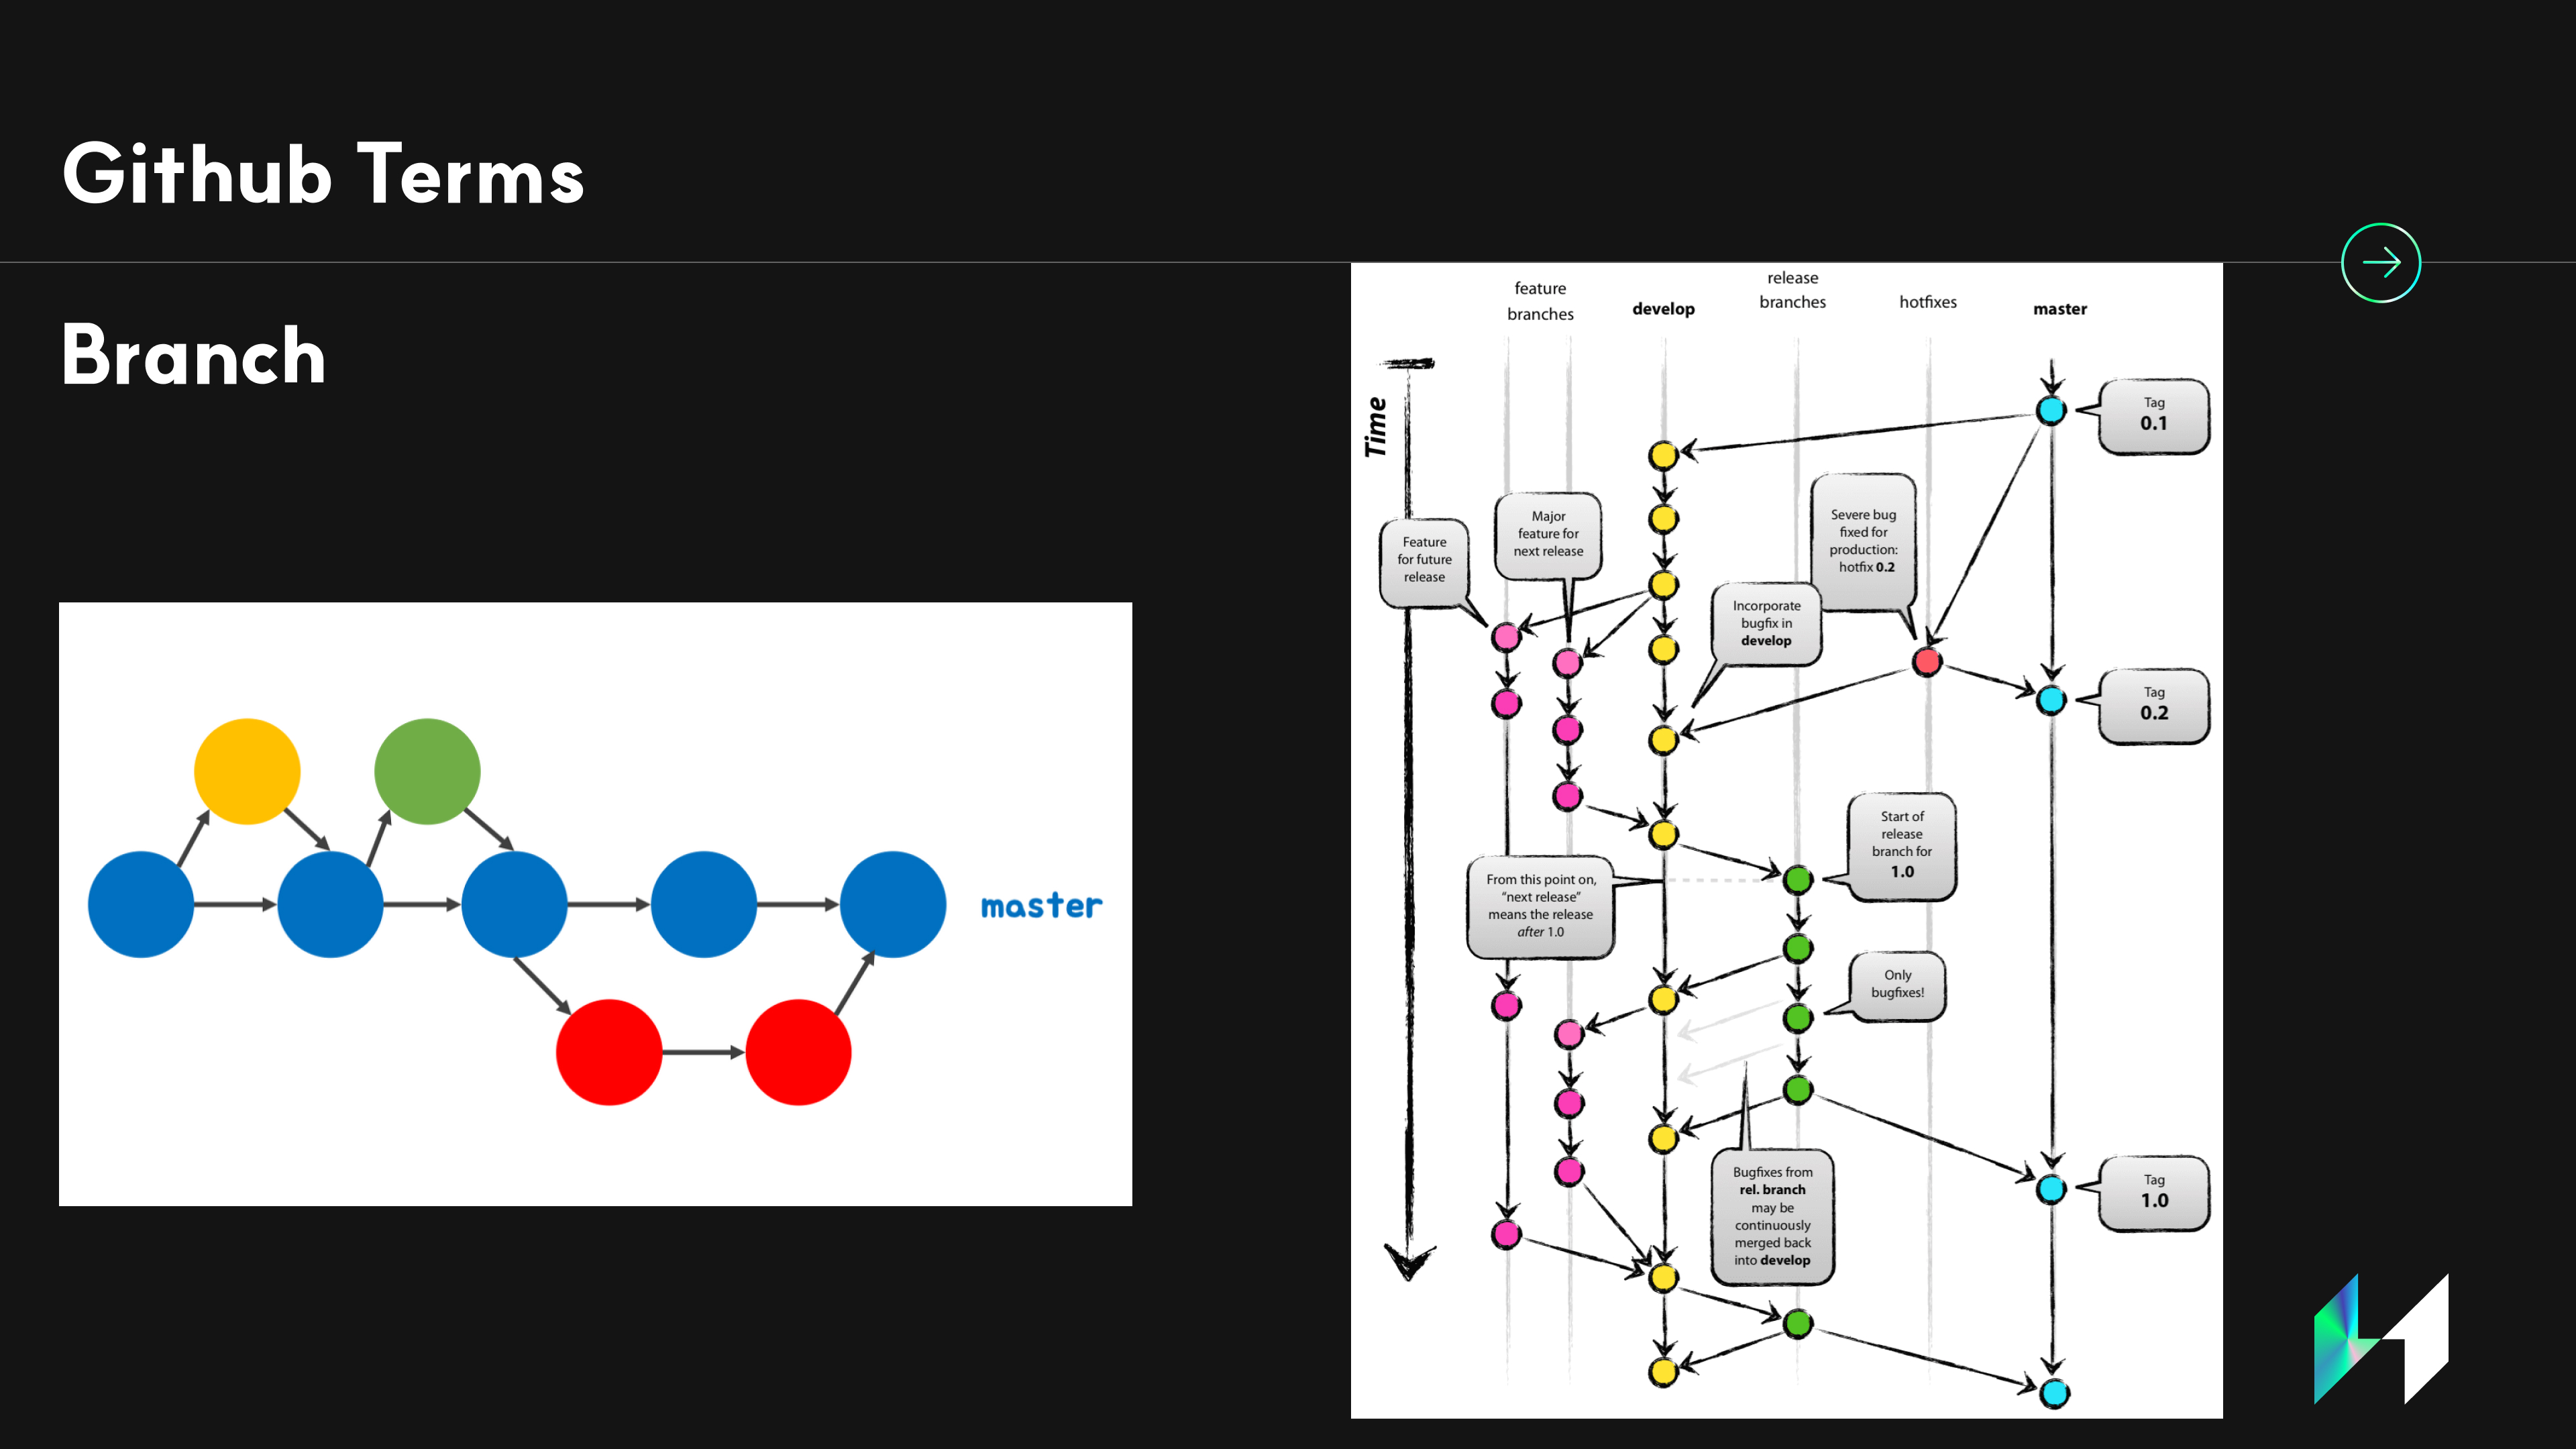 Github Terms
Branch
master
feature
branches
develop
release
branches
hotfixes
master
Time
Tag
0.1
Major
feature for
next release
Severe bug
fixed for
production:
hotfix 0.2
Feature
for future
release
Incorporate
bugfix in
develop
Tag
0.2
Start of
release
branch for
1.0
From this point on,
“next release”
means the release
after 1.0
Only
bugfixes!
Bugfixes from
rel. branch
may be
continuously
merged back
into develop
Tag
1.0